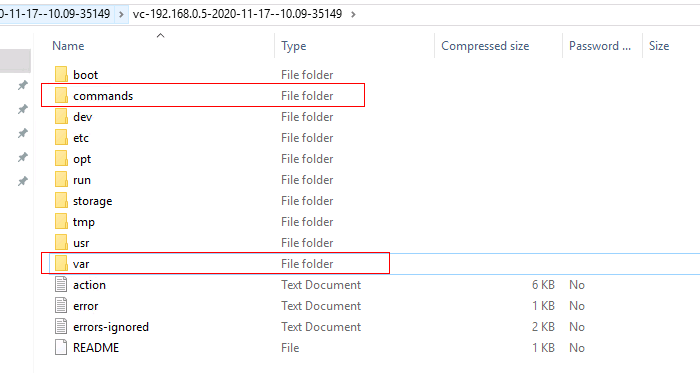 0-11-17--10.09-35149 > vc-192.168.0.5-2020-11-17--10.09-35149 >
Name Type Compressed size Password ... Size
boot File folder
commands File folder
dev File folder
etc File folder
opt File folder
run File folder
storage File folder
tmp File folder
usr File folder
var File folder
action Text Document 6 KB No
error Text Document 1 KB No
errors-ignored Text Document 2 KB No
README File 1 KB No